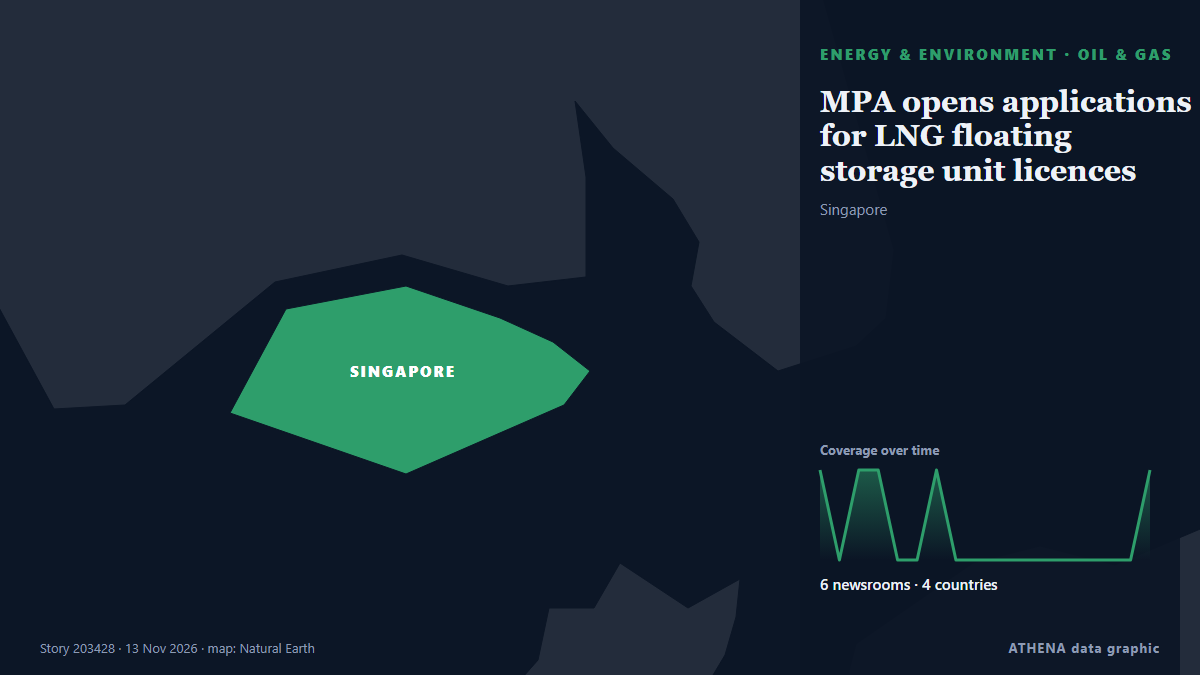 ENERGY & ENVIRONMENT · OIL & GAS
MPA opens applications
for LNG floating
storage unit licences
Singapore
SINGAPORE
Coverage over time
6 newsrooms · 4 countries
Story 203428 · 13 Nov 2026 · map: Natural Earth
ATHENA data graphic